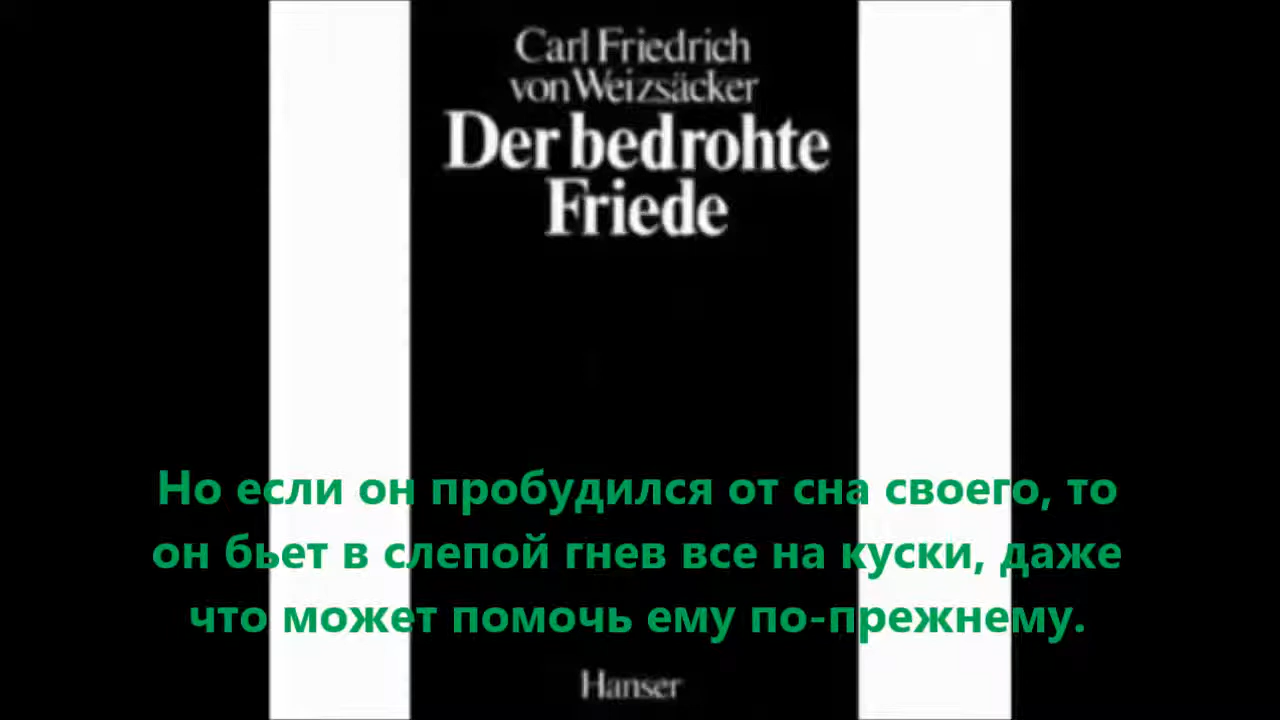 Carl Friedrich
von Weizsäcker
Der bedrohte
Friede
Но если он пробудился от сна своего, то
он бьет в слепой гнев все на куски, даже
что может помочь ему по-прежнему.
Hanser